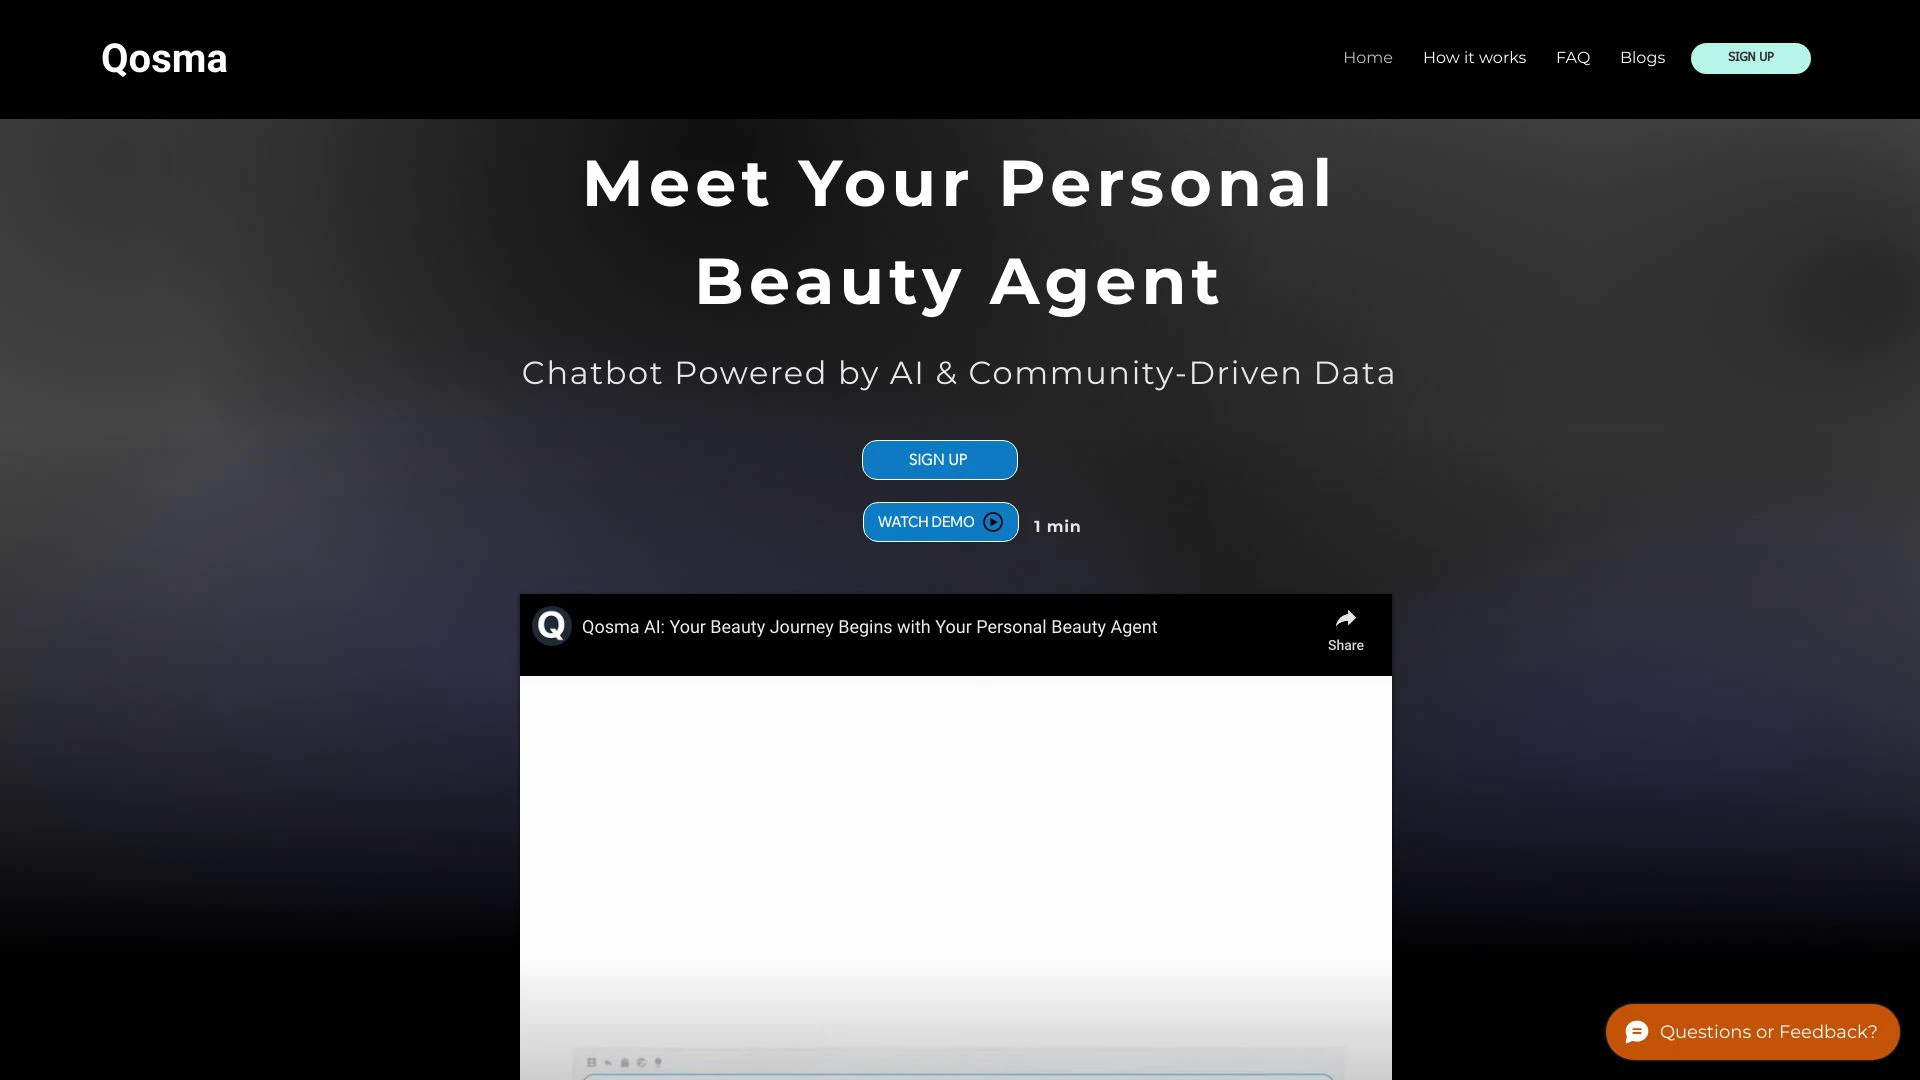 Qosma
Home
How it works
FAQ
Blogs
SIGN UP
Meet Your Personal
Beauty Agent
Chatbot Powered by AI & Community-Driven Data
SIGN UP
WATCH DEMO
1 min
Q
Qosma AI: Your Beauty Journey Begins with Your Personal Beauty Agent
Share
Questions or Feedback?